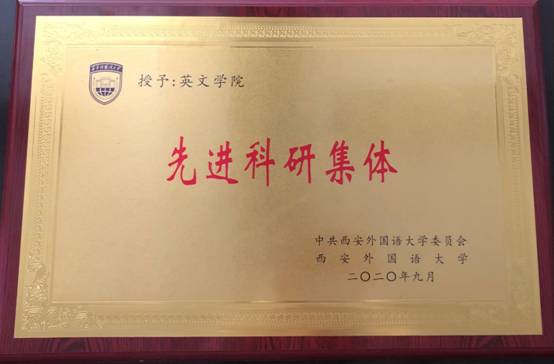 授予:英文学院
先进科研集体
中共西安外国语大学委员会
西安外国语大学
二〇二〇年九月